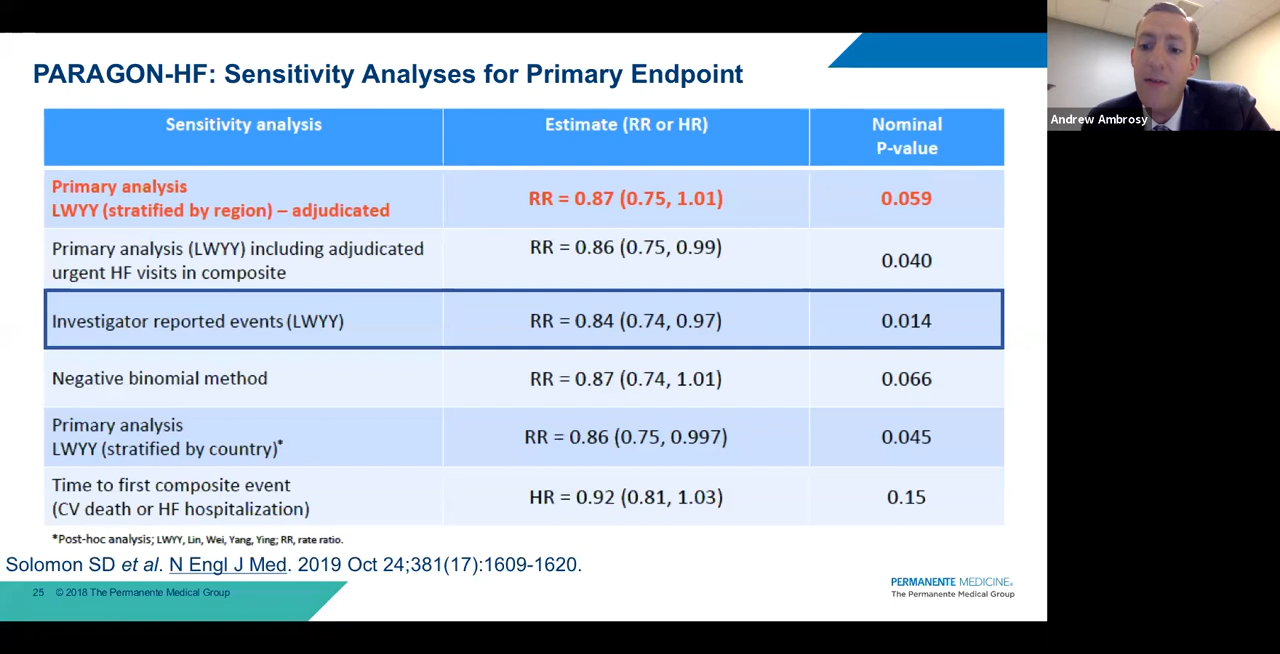 PARAGON-HF: Sensitivity Analyses for Primary Endpoint
Sensitivity analysis
Estimate (RR or HR)
Nominal
P-value
Primary analysis
LWYY (stratified by region) – adjudicated
RR = 0.87 (0.75, 1.01)
0.059
Primary analysis (LWYY) including adjudicated
urgent HF visits in composite
RR = 0.86 (0.75, 0.99)
0.040
Investigator reported events (LWYY)
RR = 0.84 (0.74, 0.97)
0.014
Negative binomial method
RR = 0.87 (0.74, 1.01)
0.066
Primary analysis
LWYY (stratified by country)*
RR = 0.86 (0.75, 0.997)
0.045
Time to first composite event
(CV death or HF hospitalization)
HR = 0.92 (0.81, 1.03)
0.15
*Post-hoc analysis; LWYY, Lin, Wei, Yang, Ying; RR, rate ratio.
Solomon SD et al. N Engl J Med. 2019 Oct 24;381(17):1609-1620.
25 © 2018 The Permanente Medical Group
PERMANENTE MEDICINE®
The Permanente Medical Group
Andrew Ambrosy